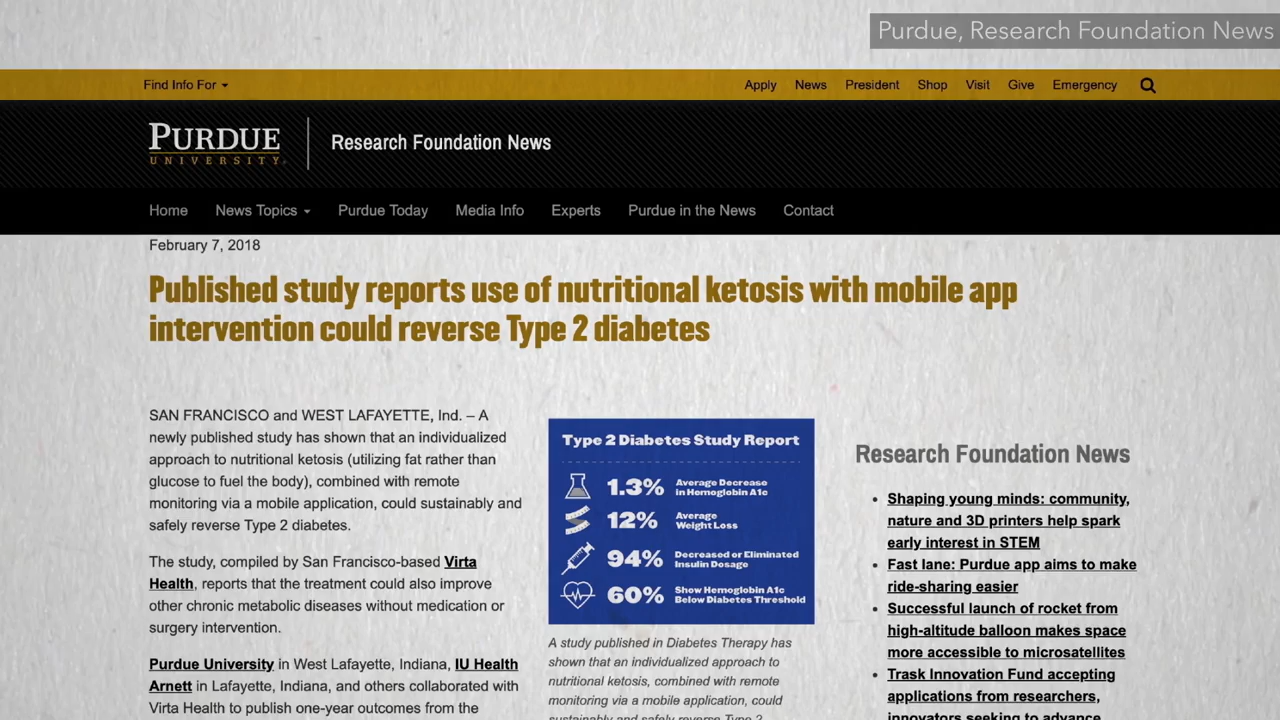 Purdue, Research Foundation News
Find Info For
Apply News President Shop Visit Give Emergency
PURDUE
UNIVERSITY
Research Foundation News
Home News Topics Purdue Today Media Info Experts Purdue in the News Contact
February 7, 2018
Published study reports use of nutritional ketosis with mobile app
intervention could reverse Type 2 diabetes
SAN FRANCISCO and WEST LAFAYETTE, Ind. – A
newly published study has shown that an individualized
approach to nutritional ketosis (utilizing fat rather than
glucose to fuel the body), combined with remote
monitoring via a mobile application, could sustainably and
safely reverse Type 2 diabetes.
The study, compiled by San Francisco-based Virta
Health, reports that the treatment could also improve
other chronic metabolic diseases without medication or
surgery intervention.
Purdue University in West Lafayette, Indiana, IU Health
Arnett in Lafayette, Indiana, and others collaborated with
Virta Health to publish one-year outcomes from the
Type 2 Diabetes Study Report
1.3% Average Decrease
in Hemoglobin A1c
12% Average
Weight Loss
94% Decreased or Eliminated
Insulin Dosage
60% Show Hemoglobin A1c
Below Diabetes Threshold
A study published in Diabetes Therapy has
shown that an individualized approach to
nutritional ketosis, combined with remote
monitoring via a mobile application, could
sustainably and safely reverse Type 2
Research Foundation News
• Shaping young minds: community,
nature and 3D printers help spark
early interest in STEM
• Fast lane: Purdue app aims to make
ride-sharing easier
• Successful launch of rocket from
high-altitude balloon makes space
more accessible to microsatellites
• Trask Innovation Fund accepting
applications from researchers,
innovators seeking to advance